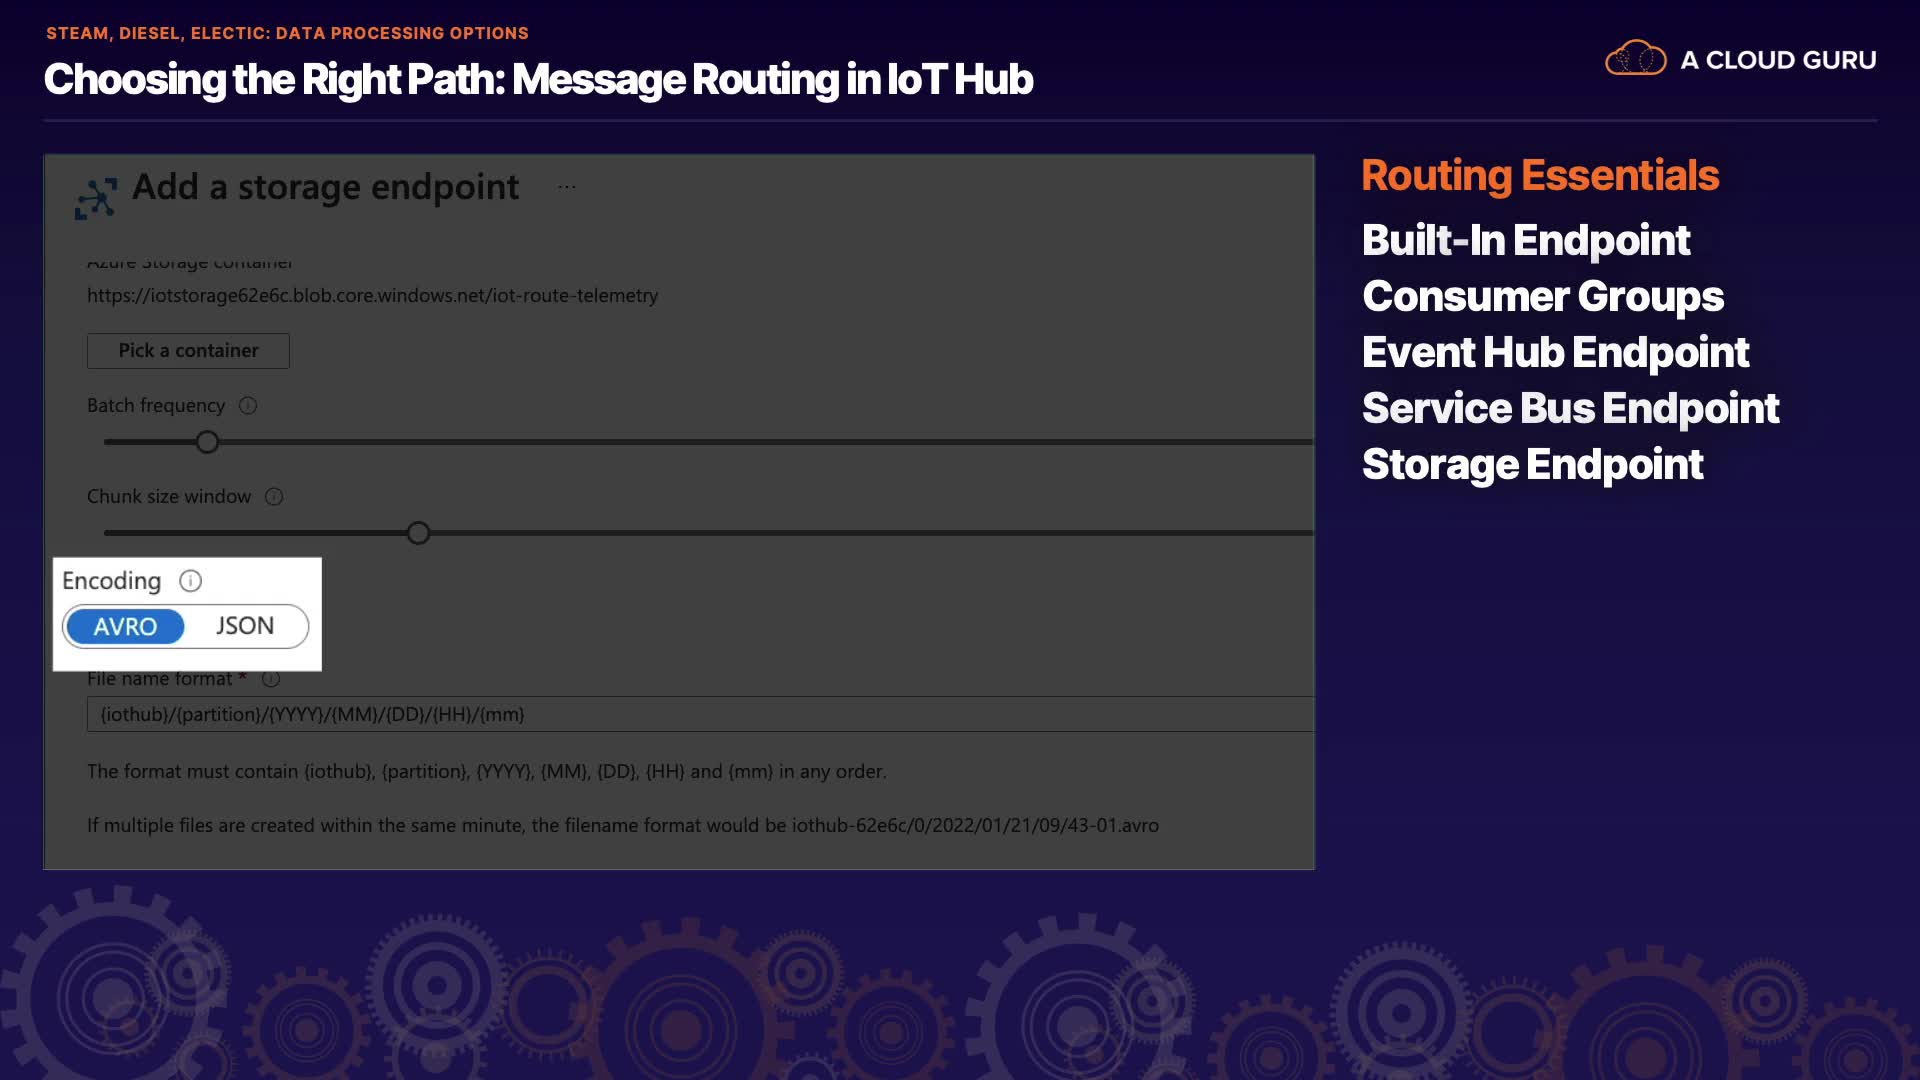 STEAM, DIESEL, ELECTIC: DATA PROCESSING OPTIONS
Choosing the Right Path: Message Routing in IoT Hub
A CLOUD GURU
Add a storage endpoint ...
Azure Storage container
https://iotstorage62e6c.blob.core.windows.net/iot-route-telemetry
Pick a container
Batch frequency
Chunk size window
Encoding
AVRO JSON
File name format *
{iothub}/{partition}/{YYYY}/{MM}/{DD}/{HH}/{mm}
The format must contain {iothub}, {partition}, {YYYY}, {MM}, {DD}, {HH} and {mm} in any order.
If multiple files are created within the same minute, the filename format would be iothub-62e6c/0/2022/01/21/09/43-01.avro
Routing Essentials
Built-In Endpoint
Consumer Groups
Event Hub Endpoint
Service Bus Endpoint
Storage Endpoint